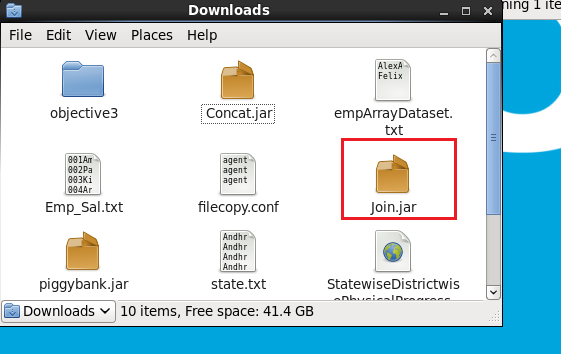 Downloads
ning 1 ite
File Edit View Places Help
objective3
Concat.jar
AlexA
Felix
empArrayDataset.
txt
001Am
002Pa
003Ki
004Ar
Emp_Sal.txt
agent
agent
agent
filecopy.conf
Join.jar
piggybank.jar
Andhr
Andhr
Andhr
Andhr
state.txt
StatewiseDistrictwis
ePhysicalProgress
Downloads
10 items, Free space: 41.4 GB